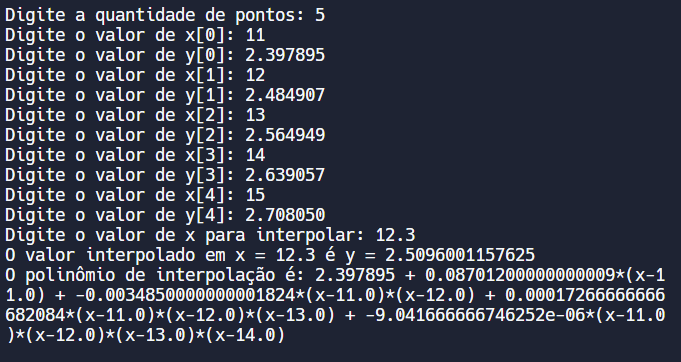 Digite a quantidade de pontos: 5
Digite o valor de x[0]: 11
Digite o valor de y[0]: 2.397895
Digite o valor de x[1]: 12
Digite o valor de y[1]: 2.484907
Digite o valor de x[2]: 13
Digite o valor de y[2]: 2.564949
Digite o valor de x[3]: 14
Digite o valor de y[3]: 2.639057
Digite o valor de x[4]: 15
Digite o valor de y[4]: 2.708050
Digite o valor de x para interpolar: 12.3
O valor interpolado em x = 12.3 é y = 2.5096001157625
O polinômio de interpolação é: 2.397895 + 0.08701200000000009*(x-1
1.0) + -0.0034850000000001824*(x-11.0)*(x-12.0) + 0.00017266666666
682084*(x-11.0)*(x-12.0)*(x-13.0) + -9.041666666746252e-06*(x-11.0
)*(x-12.0)*(x-13.0)*(x-14.0)